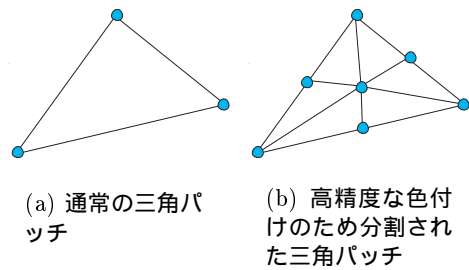 (a) 通常の三角パ
ッチ
(b) 高精度な色付
けのため分割され
た三角パッチ